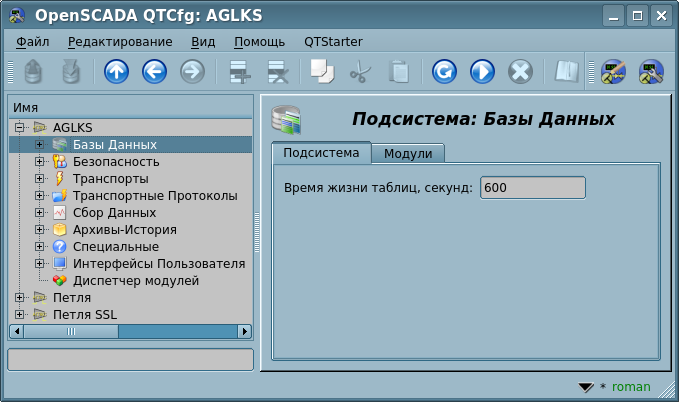 OpenSCADA QTCfg: AGLKS
Файл Редактирование Вид Помощь QTStarter
Имя
AGLKS
Базы Данных
Безопасность
Транспорты
Транспортные Протоколы
Сбор Данных
Архивы-История
Специальные
Интерфейсы Пользователя
Диспетчер модулей
Петля
Петля SSL
Подсистема: Базы Данных
Подсистема Модули
Время жизни таблиц, секунд: 600
* roman